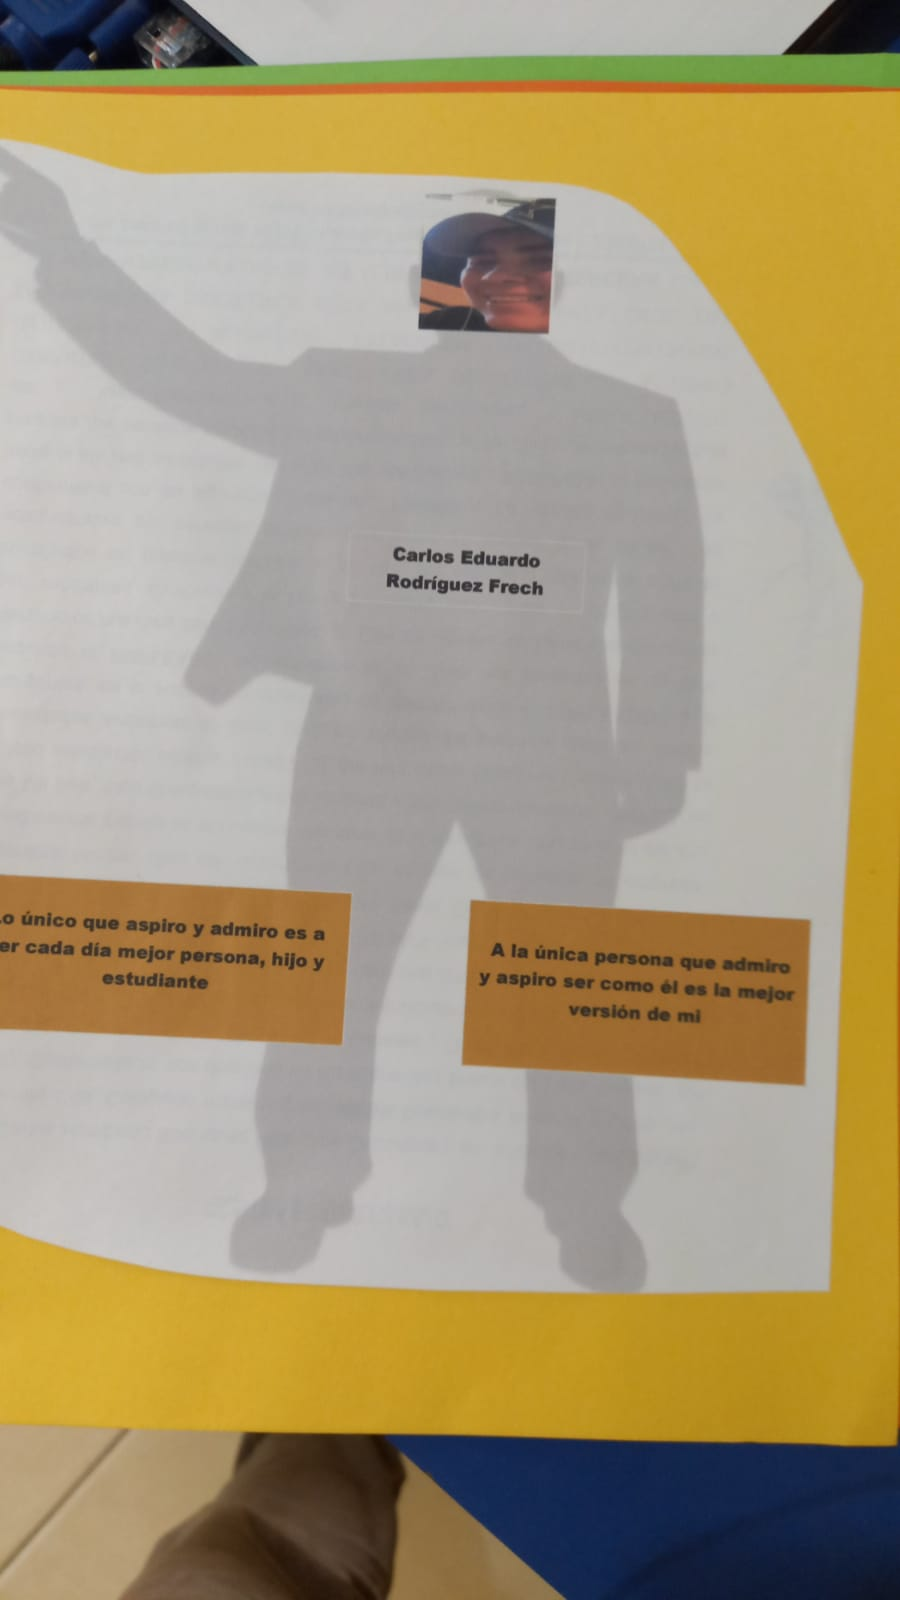 Carlos Eduardo
Rodríguez Frech
único que aspiro y admiro es a
cada día mejor persona, hijo y
estudiante
A la única persona que admiro
y aspiro ser como él es la mejor
versión de mi